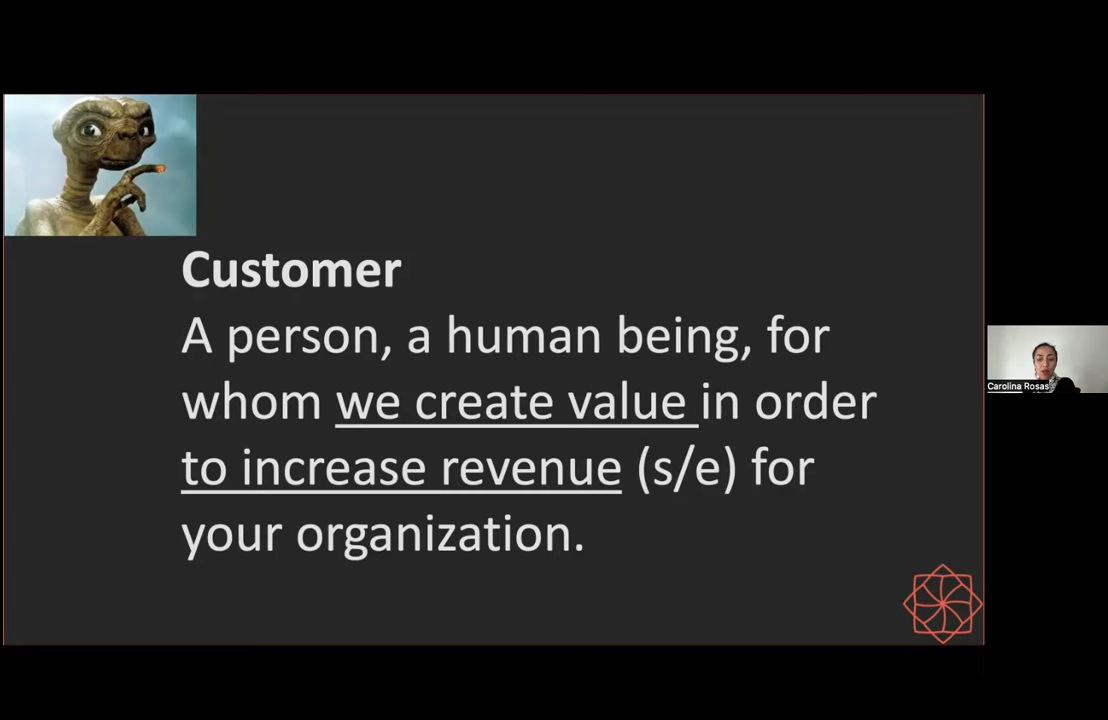 Customer
A person, a human being, for
whom we create value in order
to increase revenue (s/e) for
your organization.
Carolina Rosas